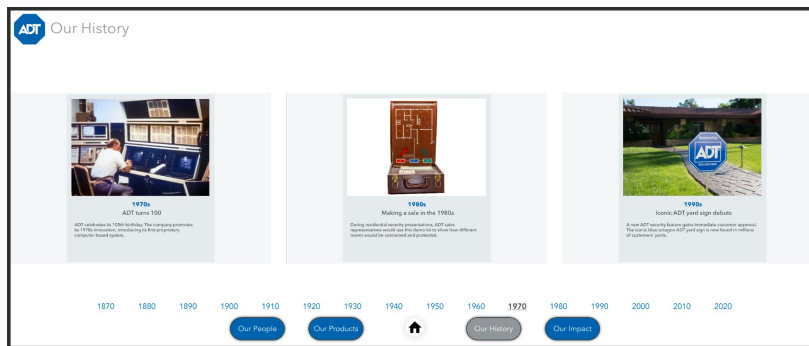 ADT Our History
ADT
1970s
ADT turns 100
ADT celebrates its 100th birthday. The company promotes
its 1970s innovation, introducing its first proprietary
computer-based system.
1980s
Making a sale in the 1980s
During residential security presentations, ADT sales
representatives would use this demo kit to show how different
rooms would be connected and protected.
1990s
Iconic ADT yard sign debuts
A new ADT security feature gains immediate customer approval.
The iconic blue octagon ADT yard sign is now found in millions
of customers' yards.
1870 1880 1890 1900 1910 1920 1930 1940 1950 1960 1970 1980 1990 2000 2010 2020
Our People Our Products Our History Our Impact